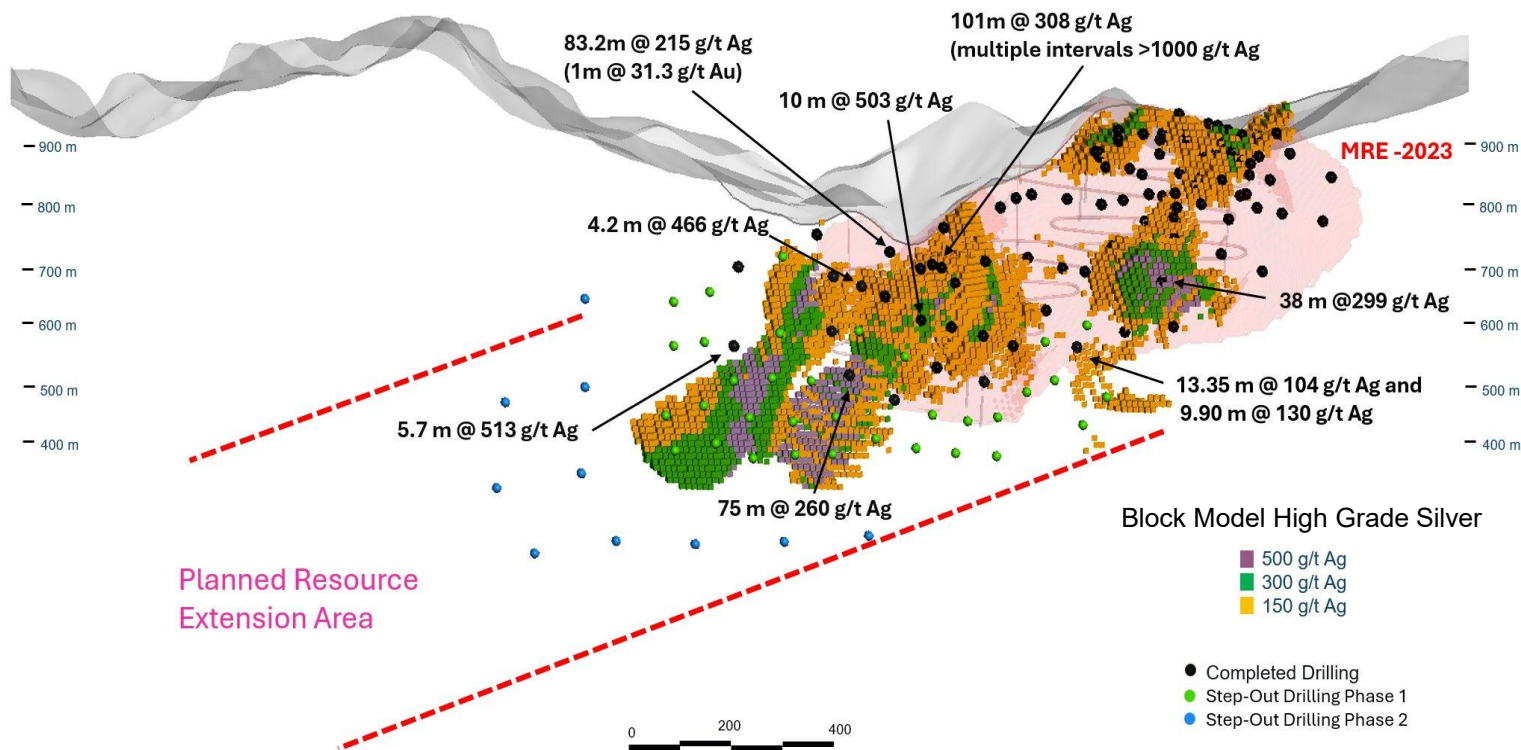 101m @ 308 g/t Ag
(multiple intervals >1000 g/t Ag
83.2m @ 215 g/t Ag
(1m @ 31.3 g/t Au)
10 m @ 503 g/t Ag
900 m
900 m
MRE -2023
800 m
800 m
4.2 m @ 466 g/t Ag
700 m
700 m
38 m @299 g/t Ag
600 m
600 m
500 m
500 m
13.35 m @ 104 g/t Ag and
9.90 m @ 130 g/t Ag
5.7 m @ 513 g/t Ag
400 m
400 m
75 m @ 260 g/t Ag
Block Model High Grade Silver
500 g/t Ag
300 g/t Ag
150 g/t Ag
Planned Resource
Extension Area
Completed Drilling
Step-Out Drilling Phase 1
Step-Out Drilling Phase 2
0
200
400